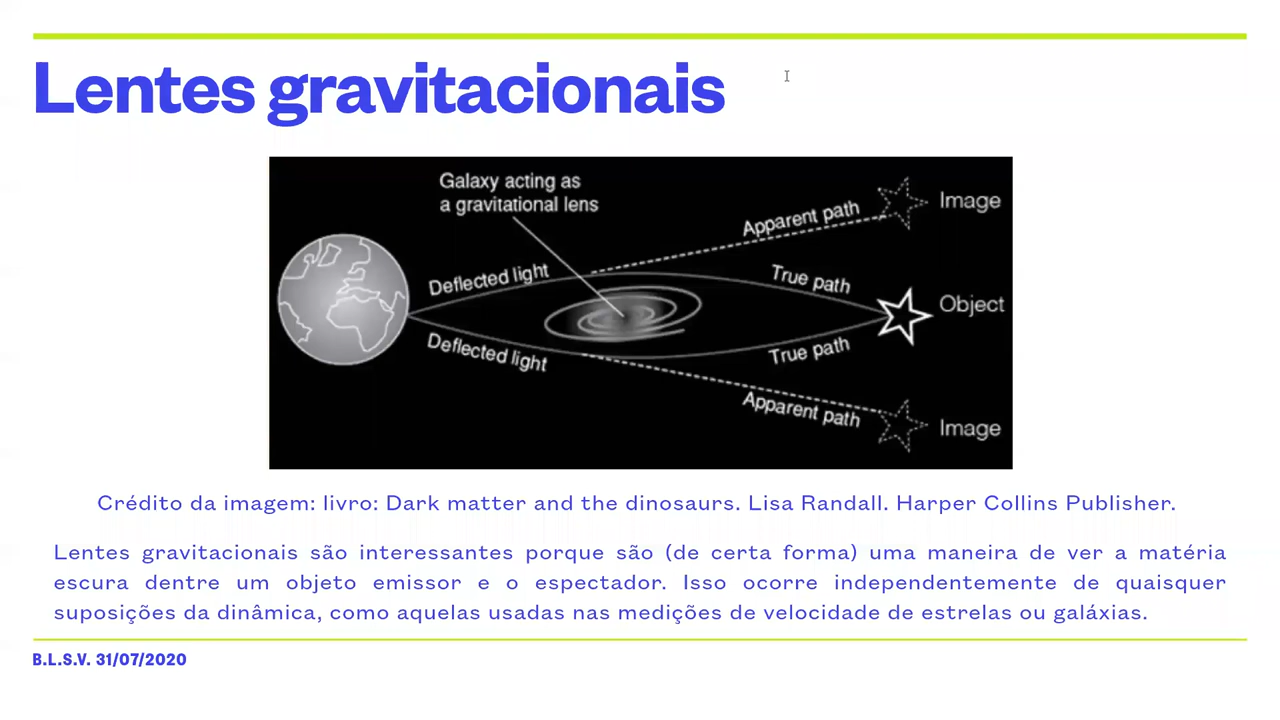 Lentes gravitacionais
Galaxy acting as
a gravitational lens
Apparent path
Image
Deflected light
True path
Object
Deflected light
True path
Apparent path
Image
Crédito da imagem: livro: Dark matter and the dinosaurs. Lisa Randall. Harper Collins Publisher.
Lentes gravitacionais são interessantes porque são (de certa forma) uma maneira de ver a matéria
escura dentre um objeto emissor e o espectador. Isso ocorre independentemente de quaisquer
suposições da dinâmica, como aquelas usadas nas medições de velocidade de estrelas ou galáxias.
B.L.S.V. 31/07/2020